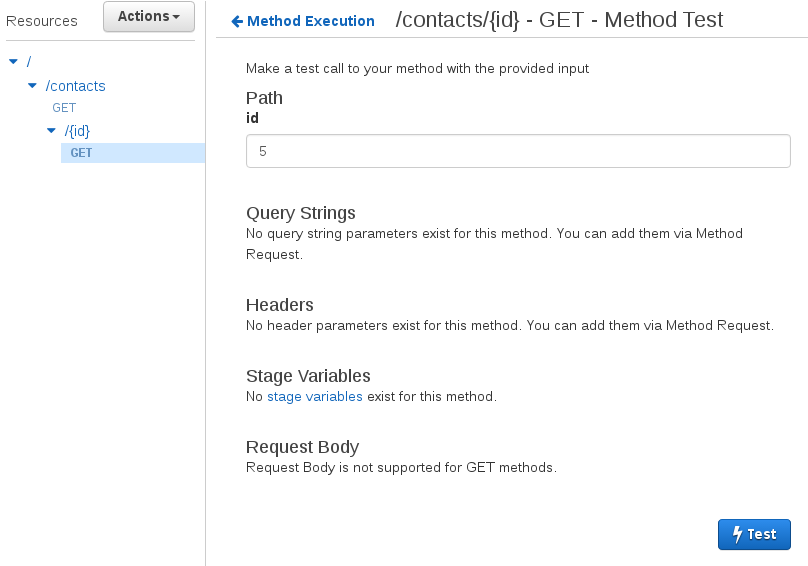 Resources
Actions
/
/contacts
GET
/{id}
GET
Method Execution
/contacts/{id} - GET - Method Test
Make a test call to your method with the provided input
Path
id
5
Query Strings
No query string parameters exist for this method. You can add them via Method
Request.
Headers
No header parameters exist for this method. You can add them via Method Request.
Stage Variables
No stage variables exist for this method.
Request Body
Request Body is not supported for GET methods.
Test